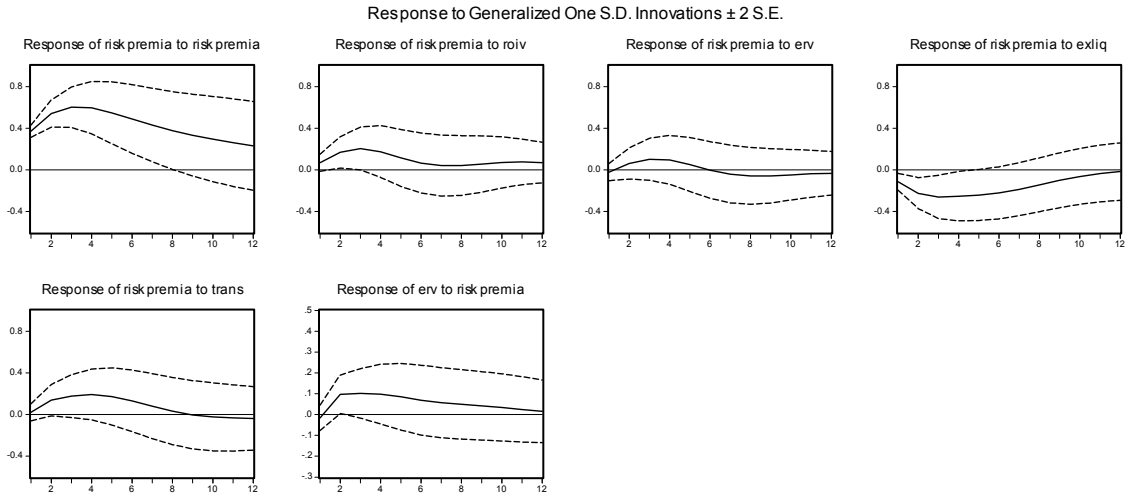 Response to Generalized One S.D. Innovations ± 2 S.E.
Response of risk premia to risk premia
0.8
0.4
0.0
-0.4
2 4 6 8 10 12
Response of risk premia to roiv
0.8
0.4
0.0
-0.4
2 4 6 8 10 12
Response of risk premia to erv
0.8
0.4
0.0
-0.4
2 4 6 8 10 12
Response of risk premia to exliq
0.8
0.4
0.0
-0.4
2 4 6 8 10 12
Response of risk premia to trans
0.8
0.4
0.0
-0.4
2 4 6 8 10 12
Response of erv to risk premia
.5
.4
.3
.2
.1
.0
-.1
-.2
-.3
2 4 6 8 10 12